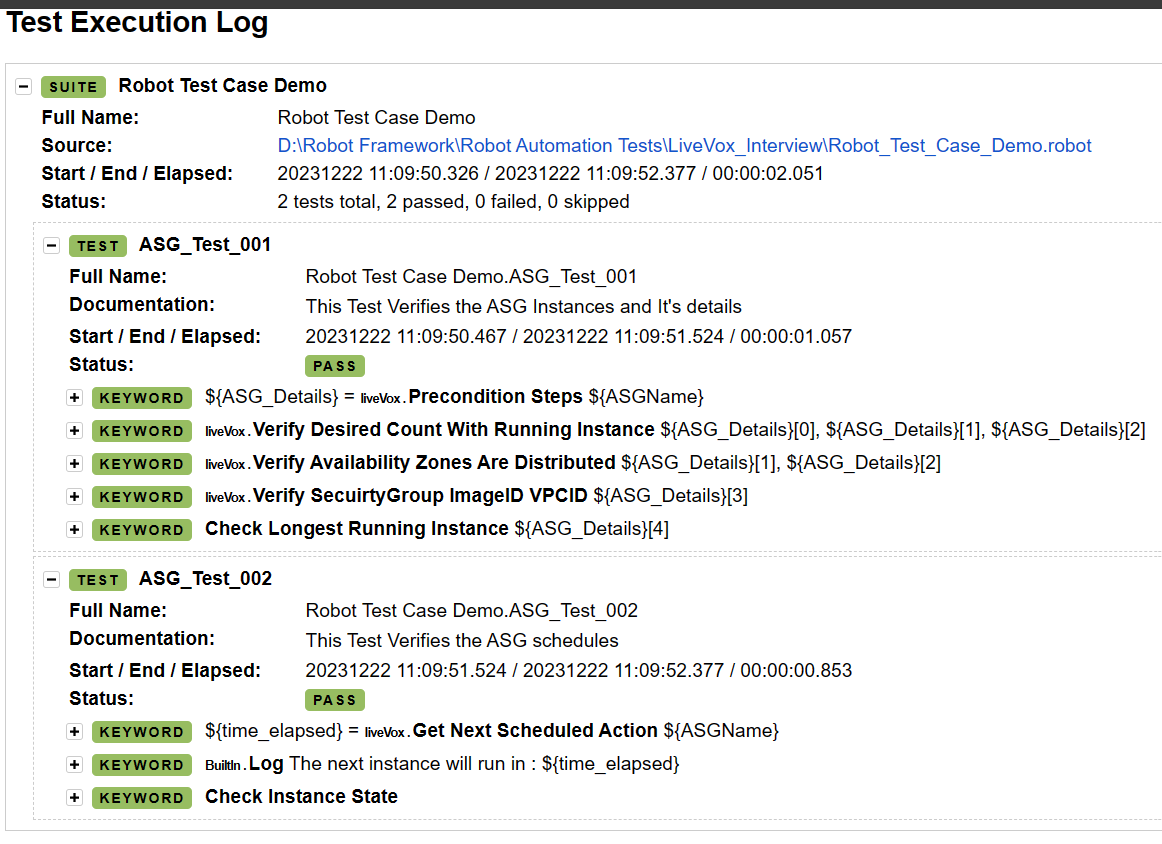 Test Execution Log
SUITE Robot Test Case Demo
Full Name: Robot Test Case Demo
Source: D:\Robot Framework\Robot Automation Tests\LiveVox_Interview\Robot_Test_Case_Demo.robot
Start / End / Elapsed: 20231222 11:09:50.326 / 20231222 11:09:52.377 / 00:00:02.051
Status: 2 tests total, 2 passed, 0 failed, 0 skipped
TEST ASG_Test_001
Full Name: Robot Test Case Demo.ASG_Test_001
Documentation: This Test Verifies the ASG Instances and It's details
Start / End / Elapsed: 20231222 11:09:50.467 / 20231222 11:09:51.524 / 00:00:01.057
Status: PASS
KEYWORD ${ASG_Details} = liveVox.Precondition Steps ${ASGName}
KEYWORD liveVox.Verify Desired Count With Running Instance ${ASG_Details}[0], ${ASG_Details}[1], ${ASG_Details}[2]
KEYWORD liveVox.Verify Availability Zones Are Distributed ${ASG_Details}[1], ${ASG_Details}[2]
KEYWORD liveVox.Verify SecuirtyGroup ImageID VPCID ${ASG_Details}[3]
KEYWORD Check Longest Running Instance ${ASG_Details}[4]
TEST ASG_Test_002
Full Name: Robot Test Case Demo.ASG_Test_002
Documentation: This Test Verifies the ASG schedules
Start / End / Elapsed: 20231222 11:09:51.524 / 20231222 11:09:52.377 / 00:00:00.853
Status: PASS
KEYWORD ${time_elapsed} = liveVox.Get Next Scheduled Action ${ASGName}
KEYWORD BuiltIn.Log The next instance will run in : ${time_elapsed}
KEYWORD Check Instance State